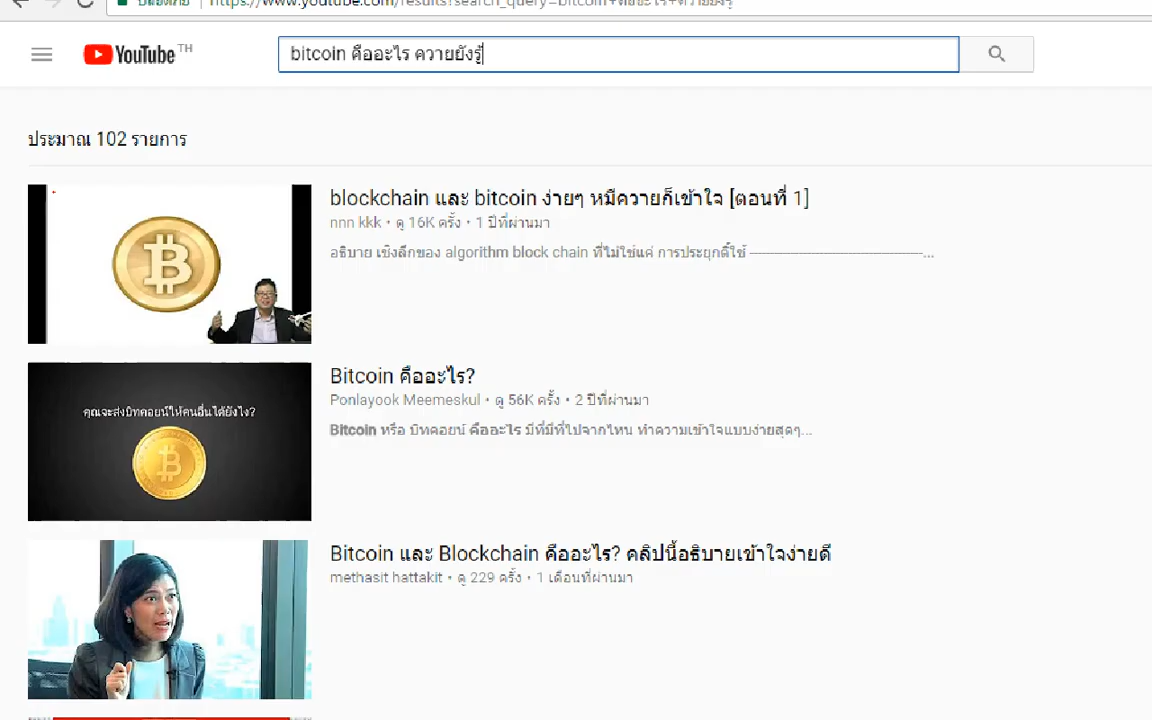 YouTube TH
bitcoin คืออะไร ควายยังรู้
ประมาณ 102 รายการ
blockchain และ bitcoin ง่ายๆ หมีควายก็เข้าใจ [ตอนที่ 1]
nnn kkk • ดู 16K ครั้ง • 1 ปีที่ผ่านมา
อธิบาย เชิงลึกของ algorithm block chain ที่ไม่ใช่แค่ การประยุกต์ใช้ ---------------------------------------------...
คุณจะส่งบิทคอยน์ให้คนอื่นได้ยังไง?
Bitcoin คืออะไร?
Ponlayook Meemeskul • ดู 56K ครั้ง • 2 ปีที่ผ่านมา
Bitcoin หรือ บิทคอยน์ คืออะไร มีที่มีที่ไปจากไหน ทำความเข้าใจแบบง่ายสุดๆ...
Bitcoin และ Blockchain คืออะไร? คลิปนี้อธิบายเข้าใจง่ายดี
methasit hattakit • ดู 229 ครั้ง • 1 เดือนที่ผ่านมา